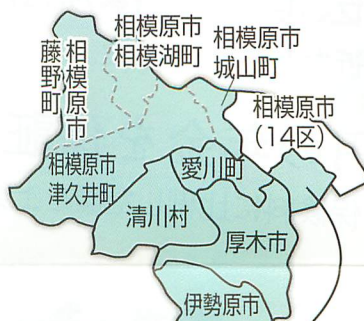 相模原市
藤野町
相模原市
相模湖町
相模原市
城山町
相模原市
(14区)
相模原市
津久井町
愛川町
清川村
厚木市
伊勢原市